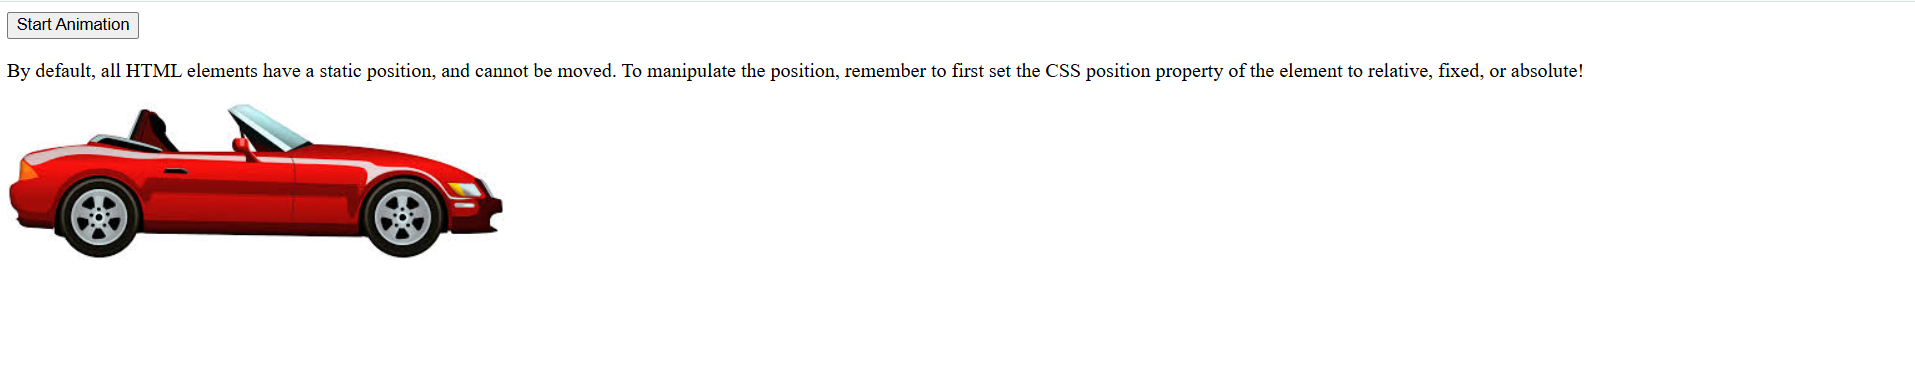 Start Animation
By default, all HTML elements have a static position, and cannot be moved. To manipulate the position, remember to first set the CSS position property of the element to relative, fixed, or absolute!